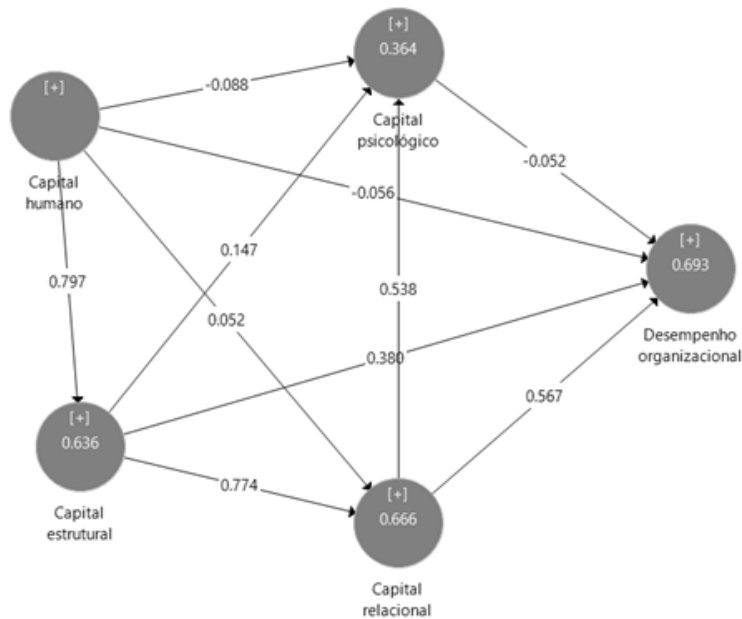 [+]
0.364
Capital
psicológico
[+]
Capital
humano
-0.088
-0.056
-0.052
0.797
0.147
0.052
0.538
0.380
0.567
0.774
[+]
0.693
Desempenho
organizacional
[+]
0.636
Capital
estrutural
[+]
0.666
Capital
relacional